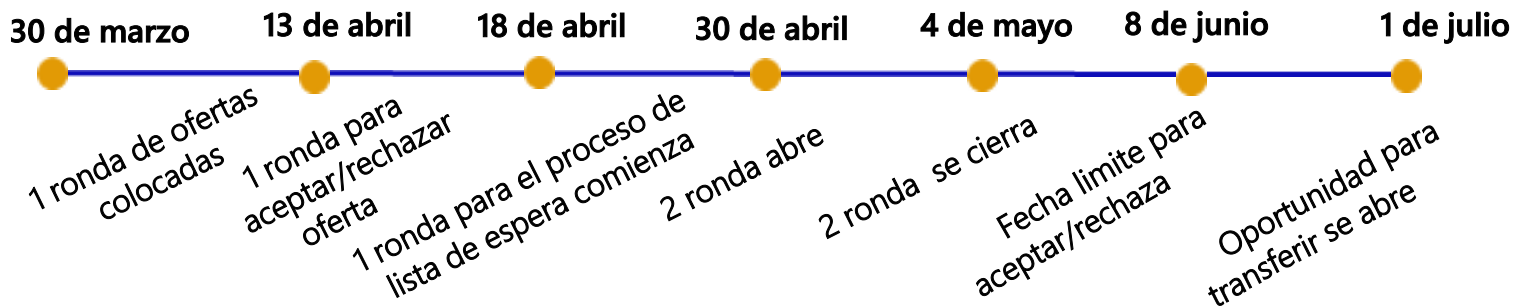 30 de marzo
13 de abril
18 de abril
30 de abril
4 de mayo
8 de junio
1 de julio
1 ronda de ofertas
colocadas
1 ronda para
aceptar/rechazar
oferta
1 ronda para el proceso de
lista de espera comienza
2 ronda abre
2 ronda se cierra
Fecha limite para
aceptar/rechaza
Oportunidad para
transferir se abre